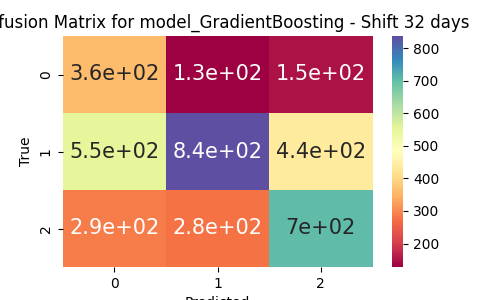 fusion Matrix for model_GradientBoosting - Shift 32 days
0 3.6e+02 1.3e+02 1.5e+02
1 5.5e+02 8.4e+02 4.4e+02
2 2.9e+02 2.8e+02 7e+02
True
0 1 2
Predicted
800
700
600
500
400
300
200